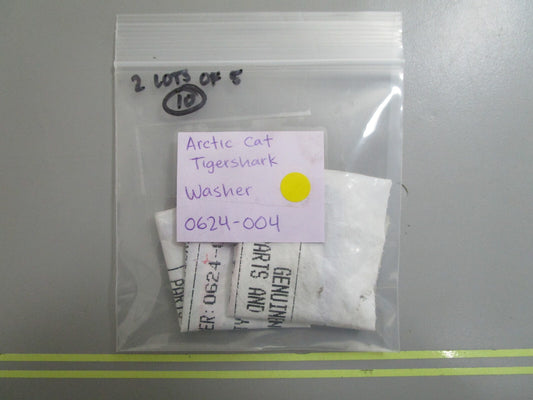 2 LOTS OF 5
10
Arctic Cat
Tigershark
Washer
0624-004
GENUINE
PARTS AND
ER: 0624-
PARTS